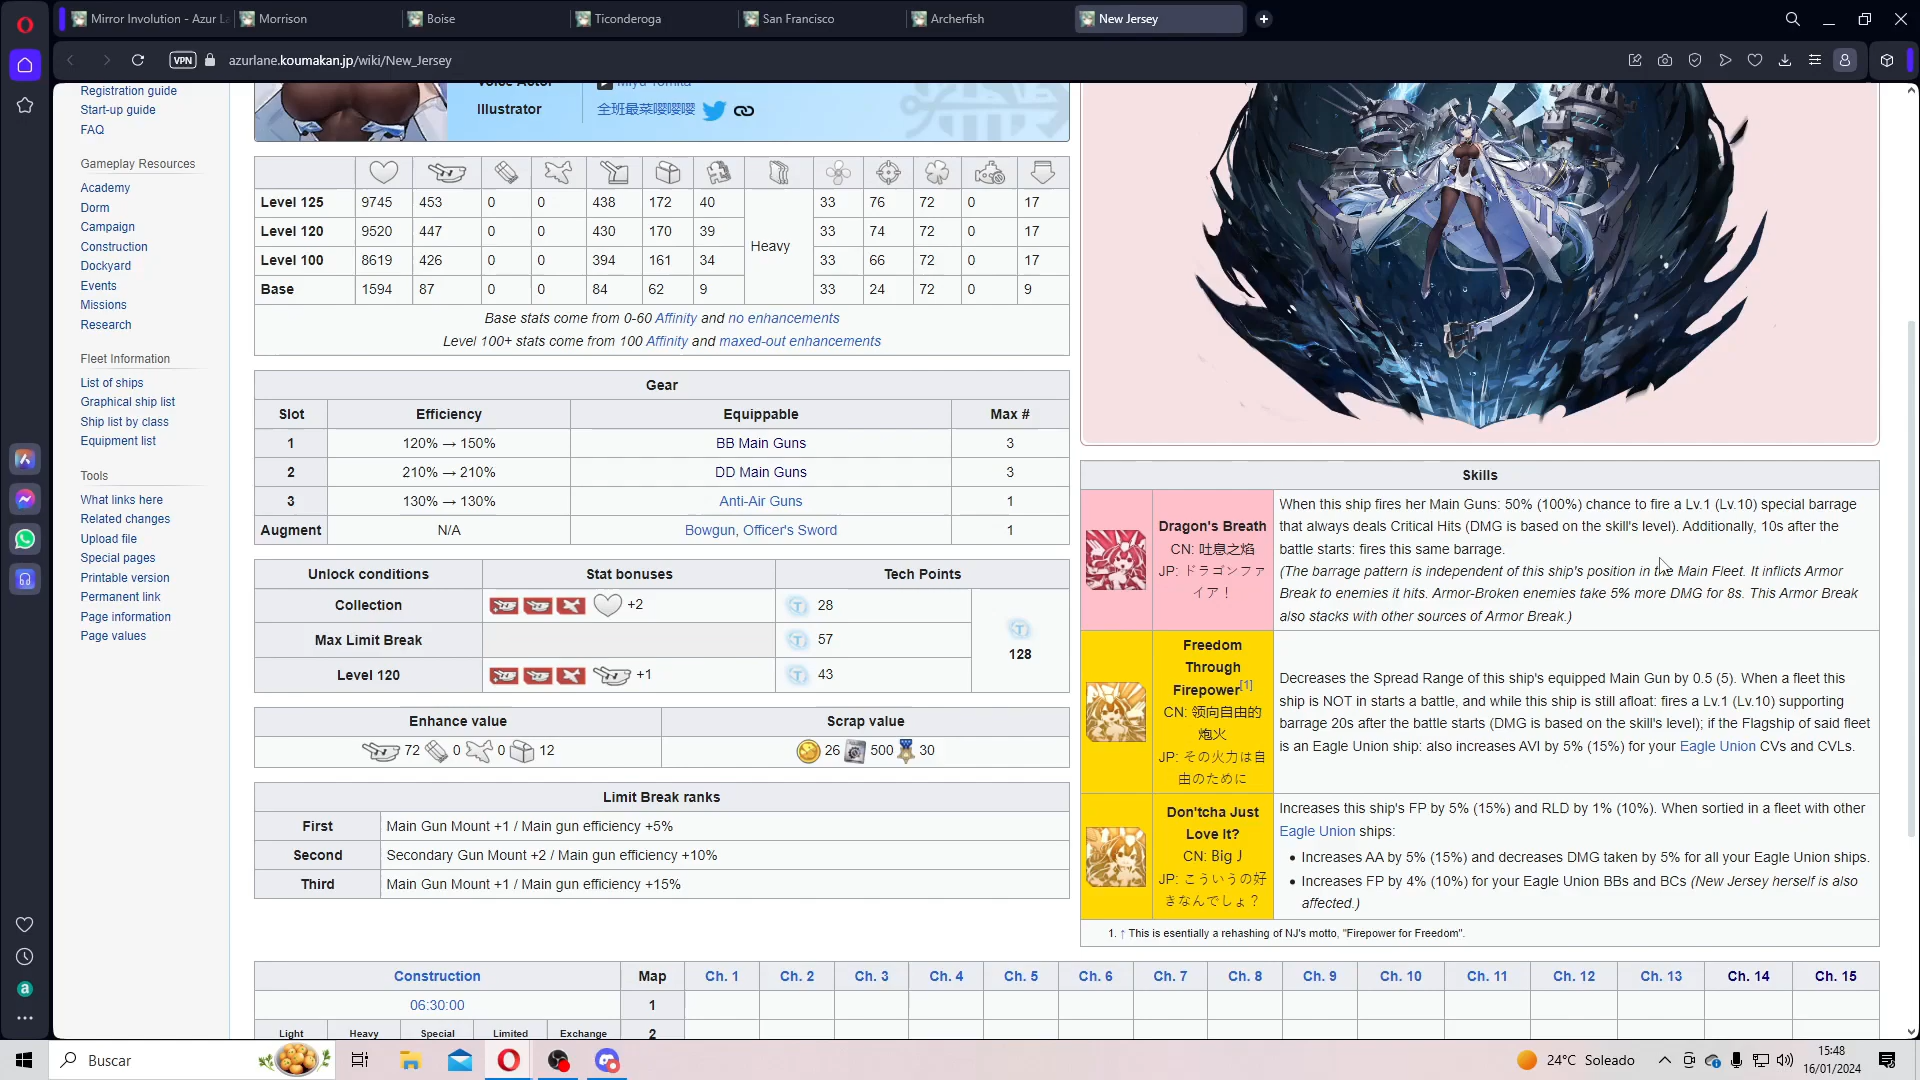 Mirror Involution - Azur La
Morrison
Boise
Ticonderoga
San Francisco
Archerfish
New Jersey
VPN
azurlane.koumakan.jp/wiki/New_Jersey
Registration guide
Start-up guide
FAQ
Gameplay Resources
Academy
Dorm
Campaign
Construction
Dockyard
Events
Missions
Research
Fleet Information
List of ships
Graphical ship list
Ship list by class
Equipment list
Tools
What links here
Related changes
Upload file
Special pages
Printable version
Permanent link
Page information
Page values
Voice Actor
Illustrator 全班最菜嘤嘤嘤
Level 125 9745 453 0 0 438 172 40 Heavy 33 76 72 0 17
Level 120 9520 447 0 0 430 170 39 33 74 72 0 17
Level 100 8619 426 0 0 394 161 34 33 66 72 0 17
Base 1594 87 0 0 84 62 9 33 24 72 0 9
Base stats come from 0-60 Affinity and no enhancements
Level 100+ stats come from 100 Affinity and maxed-out enhancements
Gear
Slot Efficiency Equippable Max #
1 120% → 150% BB Main Guns 3
2 210% → 210% DD Main Guns 3
3 130% → 130% Anti-Air Guns 1
Augment N/A Bowgun, Officer's Sword 1
Unlock conditions Stat bonuses Tech Points
Collection +2 28
Max Limit Break 57
128
Level 120 +1 43
Enhance value Scrap value
72 0 0 12 26 500 30
Limit Break ranks
First Main Gun Mount +1 / Main gun efficiency +5%
Second Secondary Gun Mount +2 / Main gun efficiency +10%
Third Main Gun Mount +1 / Main gun efficiency +15%
Skills
Dragon's Breath
CN: 吐息之焰
JP: ドラゴンファ
イア！
When this ship fires her Main Guns: 50% (100%) chance to fire a Lv.1 (Lv.10) special barrage
that always deals Critical Hits (DMG is based on the skill's level). Additionally, 10s after the
battle starts: fires this same barrage.
(The barrage pattern is independent of this ship's position in the Main Fleet. It inflicts Armor
Break to enemies it hits. Armor-Broken enemies take 5% more DMG for 8s. This Armor Break
also stacks with other sources of Armor Break.)
Freedom
Through
Firepower[1]
CN: 领向自由的
炮火
JP: その火力は自
由のために
Decreases the Spread Range of this ship's equipped Main Gun by 0.5 (5). When a fleet this
ship is NOT in starts a battle, and while this ship is still afloat: fires a Lv.1 (Lv.10) supporting
barrage 20s after the battle starts (DMG is based on the skill's level); if the Flagship of said fleet
is an Eagle Union ship: also increases AVI by 5% (15%) for your Eagle Union CVs and CVLs.
Don'tcha Just
Love It?
CN: Big J
JP: こういうの好
きなんでしょ？
Increases this ship's FP by 5% (15%) and RLD by 1% (10%). When sortied in a fleet with other
Eagle Union ships:
• Increases AA by 5% (15%) and decreases DMG taken by 5% for all your Eagle Union ships.
• Increases FP by 4% (10%) for your Eagle Union BBs and BCs (New Jersey herself is also
affected.)
1. ↑ This is esentially a rehashing of NJ's motto, "Firepower for Freedom".
Construction Map Ch. 1 Ch. 2 Ch. 3 Ch. 4 Ch. 5 Ch. 6 Ch. 7 Ch. 8 Ch. 9 Ch. 10 Ch. 11 Ch. 12 Ch. 13 Ch. 14 Ch. 15
06:30:00 1
Light Heavy Special Limited Exchange 2
Buscar
24°C Soleado
15:48
16/01/2024